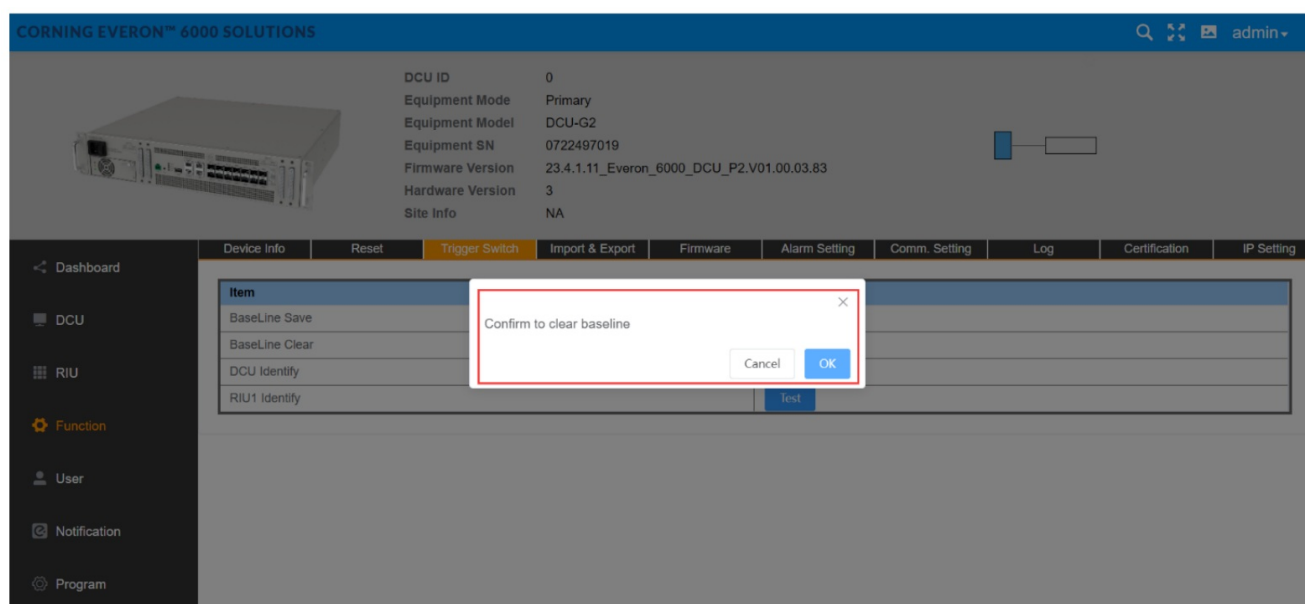 CORNING EVERON™ 6000 SOLUTIONS
admin
DCU ID 0
Equipment Mode Primary
Equipment Model DCU-G2
Equipment SN 0722497019
Firmware Version 23.4.1.11_Everon_6000_DCU_P2.V01.00.03.83
Hardware Version 3
Site Info NA
Device Info Reset Trigger Switch Import & Export Firmware Alarm Setting Comm. Setting Log Certification IP Setting
Dashboard
DCU
RIU
Function
User
Notification
Program
Item
BaseLine Save
BaseLine Clear
DCU Identify
RIU1 Identify Test
Confirm to clear baseline
Cancel OK